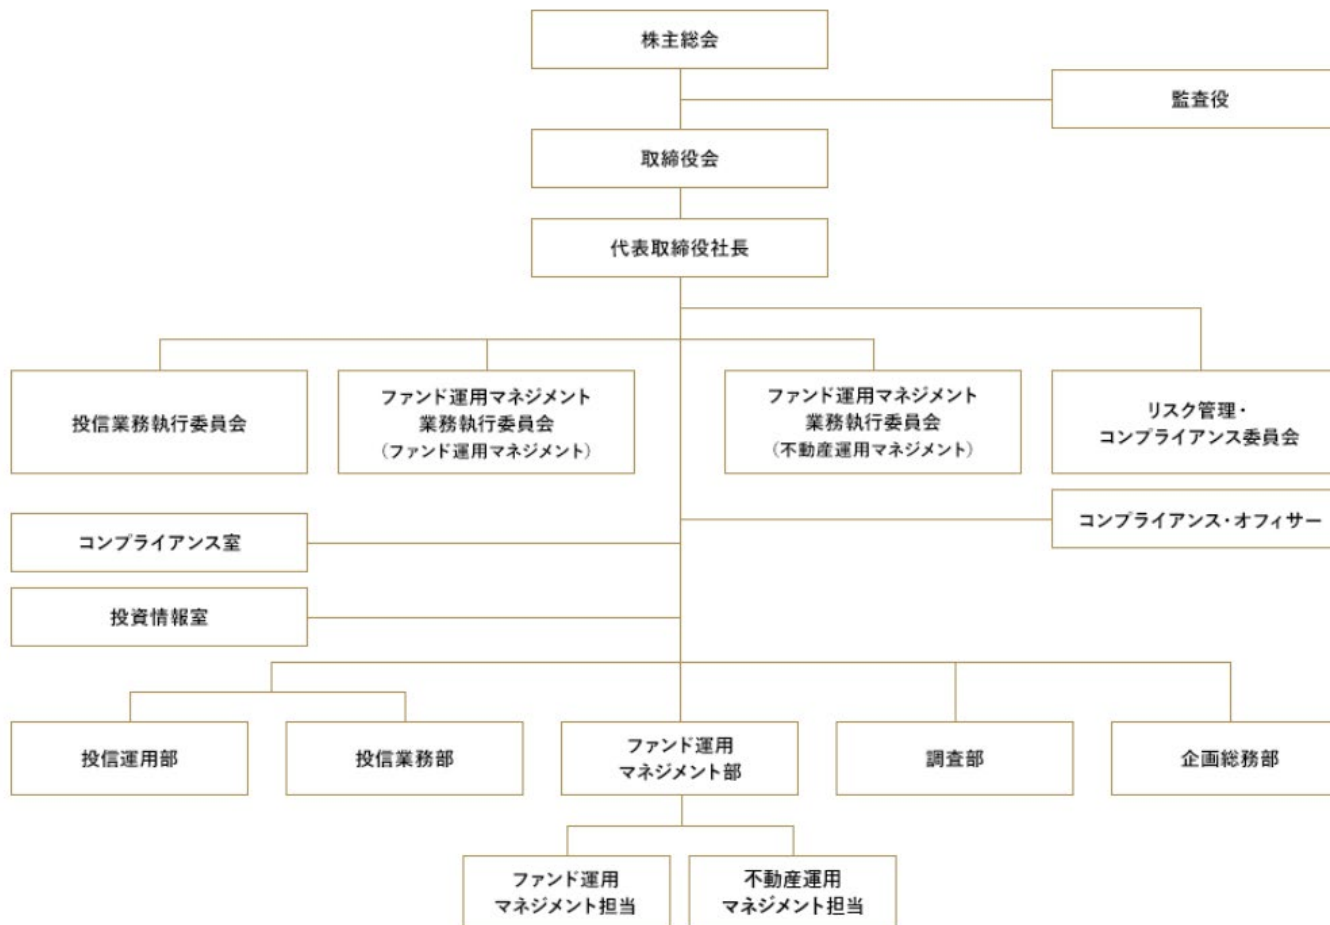 株主総会
監査役
取締役会
代表取締役社長
投信業務執行委員会
ファンド運用マネジメント
業務執行委員会
(ファンド運用マネジメント)
ファンド運用マネジメント
業務執行委員会
(不動産運用マネジメント)
リスク管理・
コンプライアンス委員会
コンプライアンス・オフィサー
コンプライアンス室
投資情報室
投信運用部
投信業務部
ファンド運用
マネジメント部
調査部
企画総務部
ファンド運用
マネジメント担当
不動産運用
マネジメント担当